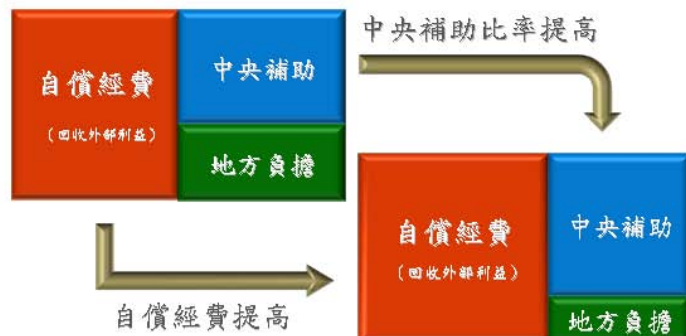 中央補助比率提高
自償經費
（回收外部利益）
中央補助
地方負擔
自償經費
（回收外部利益）
中央補助
地方負擔
自償經費提高